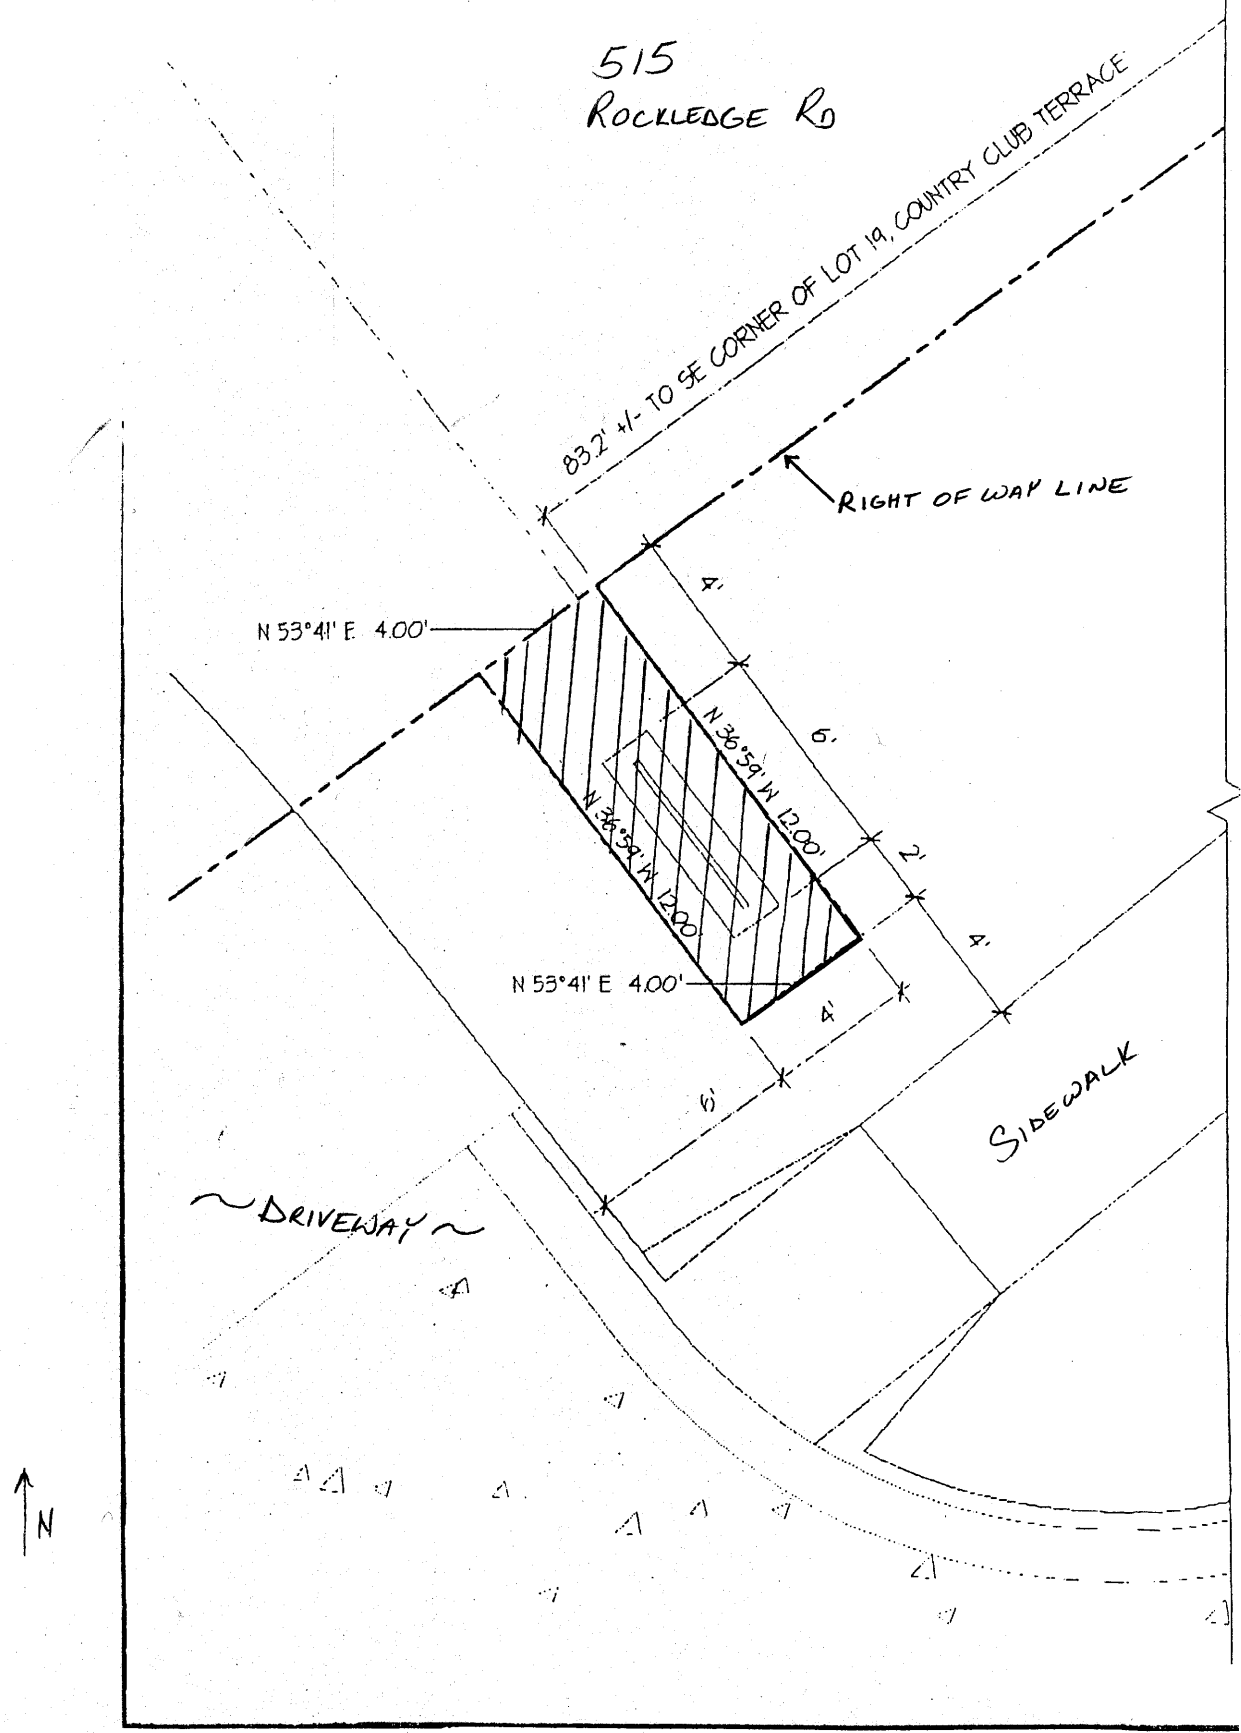 515
ROCKLEDGE RD
83.2' +/- TO SE CORNER OF LOT 19, COUNTRY CLUB TERRACE
RIGHT OF WAY LINE
4'
N 53°41' E 4.00'
6'
N 36°59' W 12.00'
N 36°59' W 12.00'
2'
4'
N 53°41' E 4.00'
4'
6'
SIDEWALK
~ DRIVEWAY ~
N